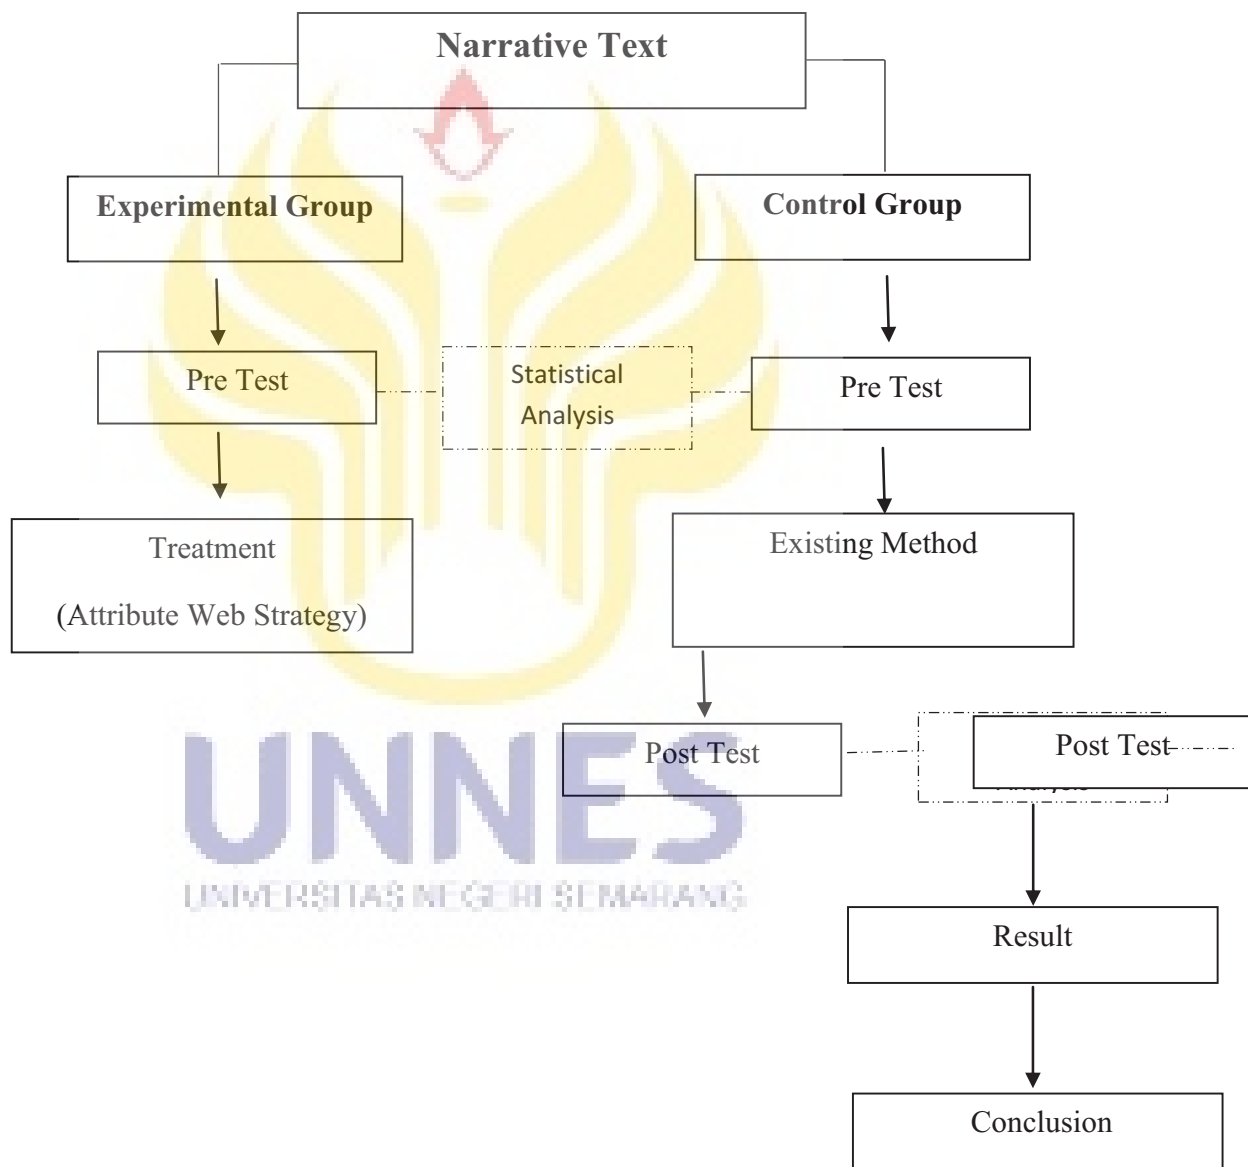 Narrative Text
Experimental Group
Control Group
Pre Test
Statistical
Analysis
Pre Test
Treatment
(Attribute Web Strategy)
Existing Method
Post Test
Post Test
UNNES
UNIVERSITAS NEGERI SEMARANG
Result
Conclusion